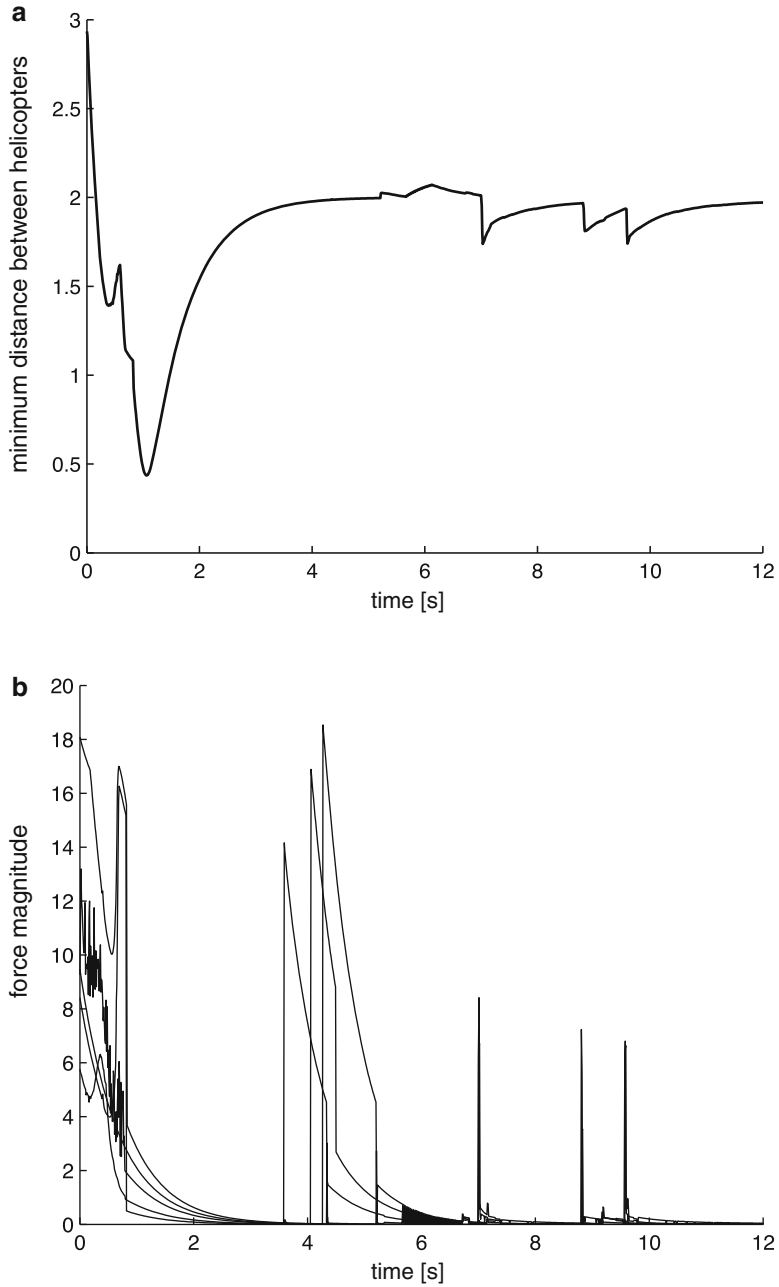 a
minimum distance between helicopters
3
2.5
2
1.5
1
0.5
0
0 2 4 6 8 10 12
time [s]
b
force magnitude
20
18
16
14
12
10
8
6
4
2
0
0 2 4 6 8 10 12
time [s]